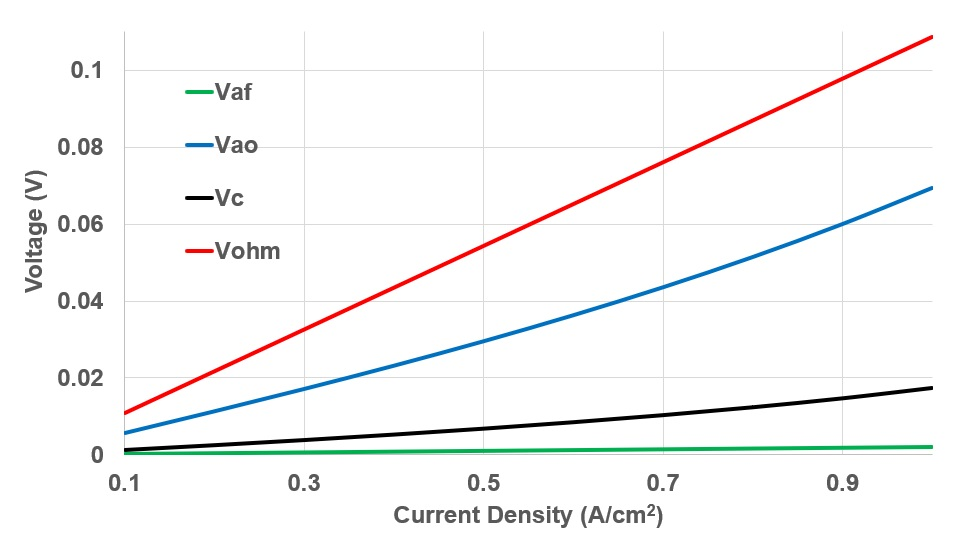 0.1
0.08
0.06
0.04
0.02
0
Voltage (V)
Vaf
Vao
Vc
Vohm
0.1 0.3 0.5 0.7 0.9
Current Density (A/cm²)